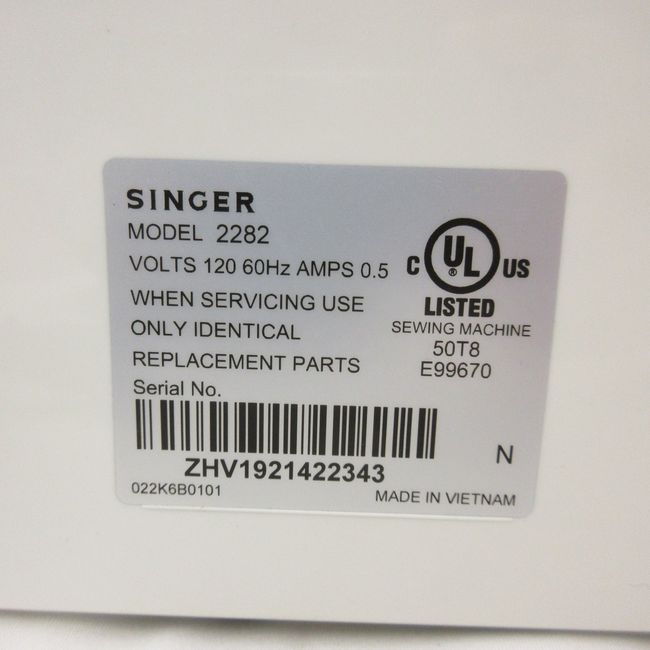 SINGER
MODEL 2282
VOLTS 120 60Hz AMPS 0.5
WHEN SERVICING USE
ONLY IDENTICAL
REPLACEMENT PARTS
Serial No.
ZHV1921422343
022K6B0101
C UL ® US
LISTED
SEWING MACHINE
50T8
E99670
N
MADE IN VIETNAM